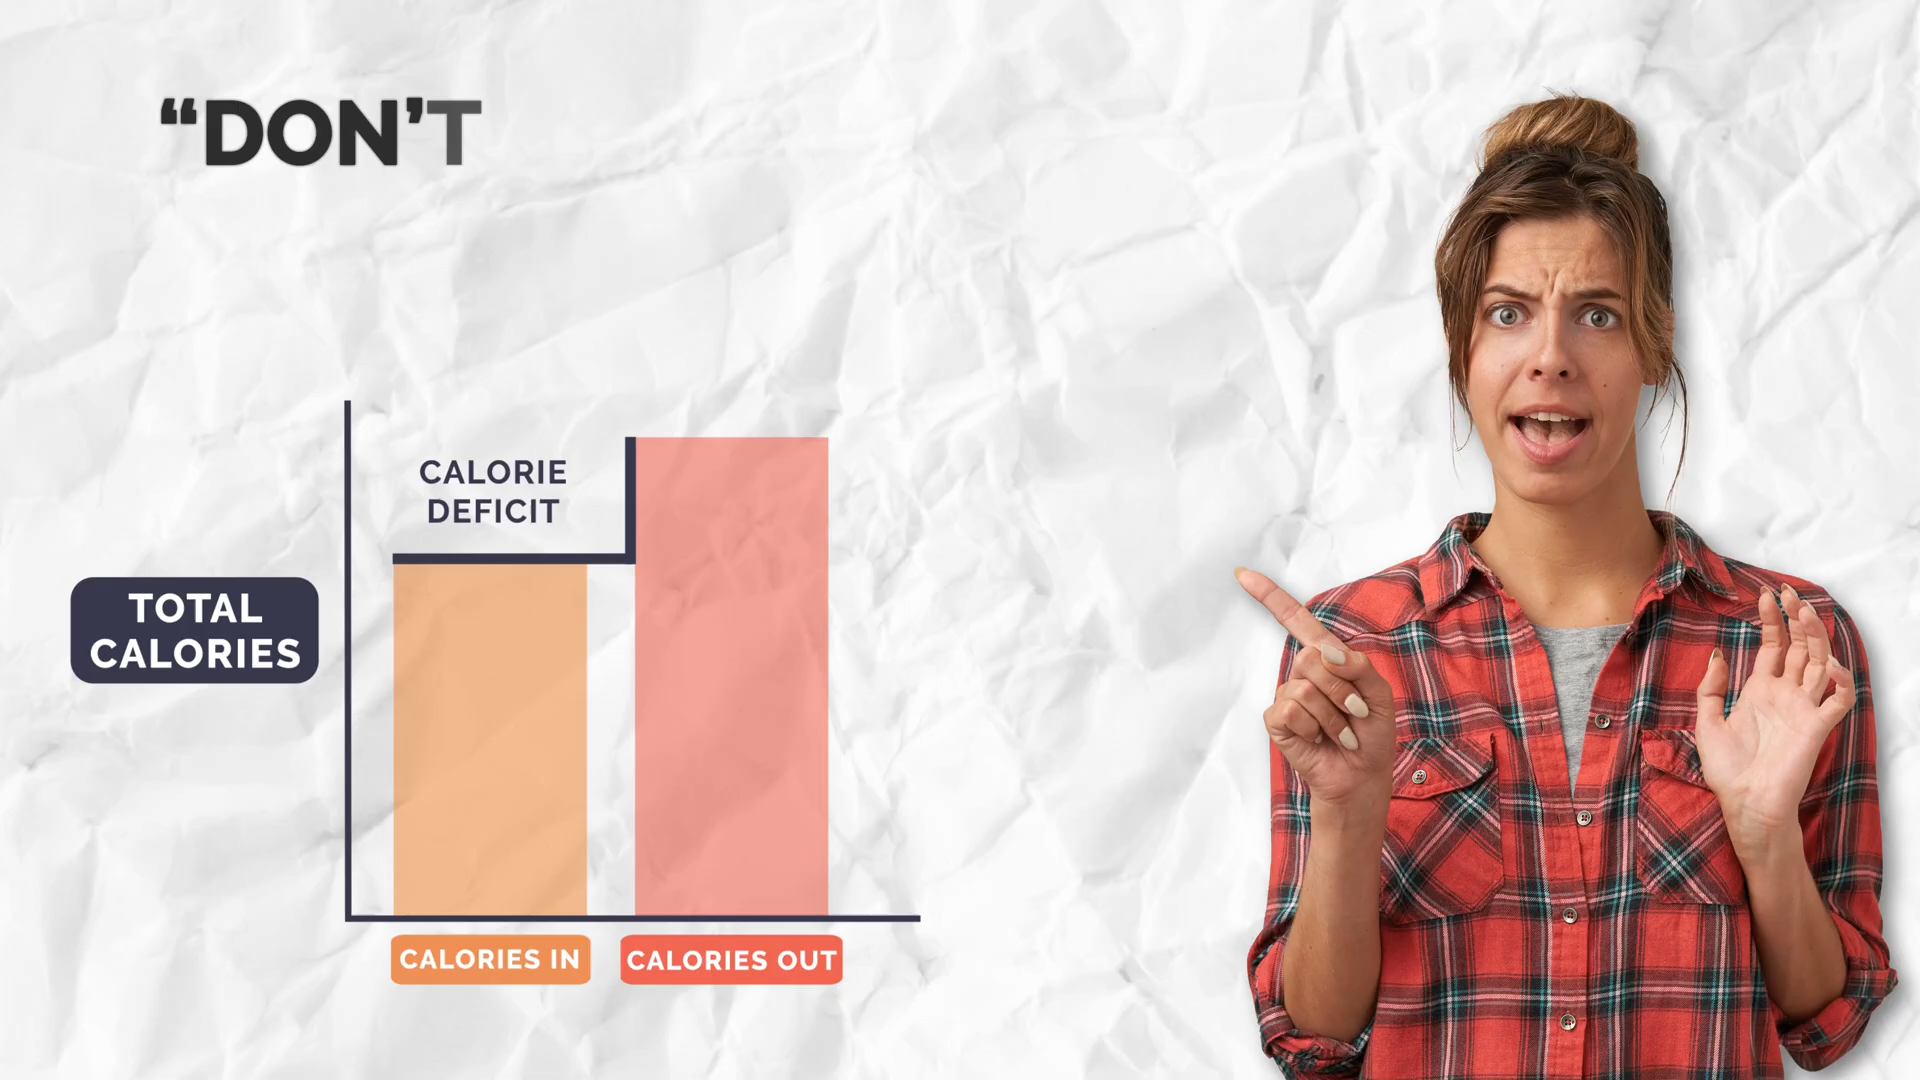 “DON’T
CALORIE
DEFICIT
TOTAL
CALORIES
CALORIES IN
CALORIES OUT